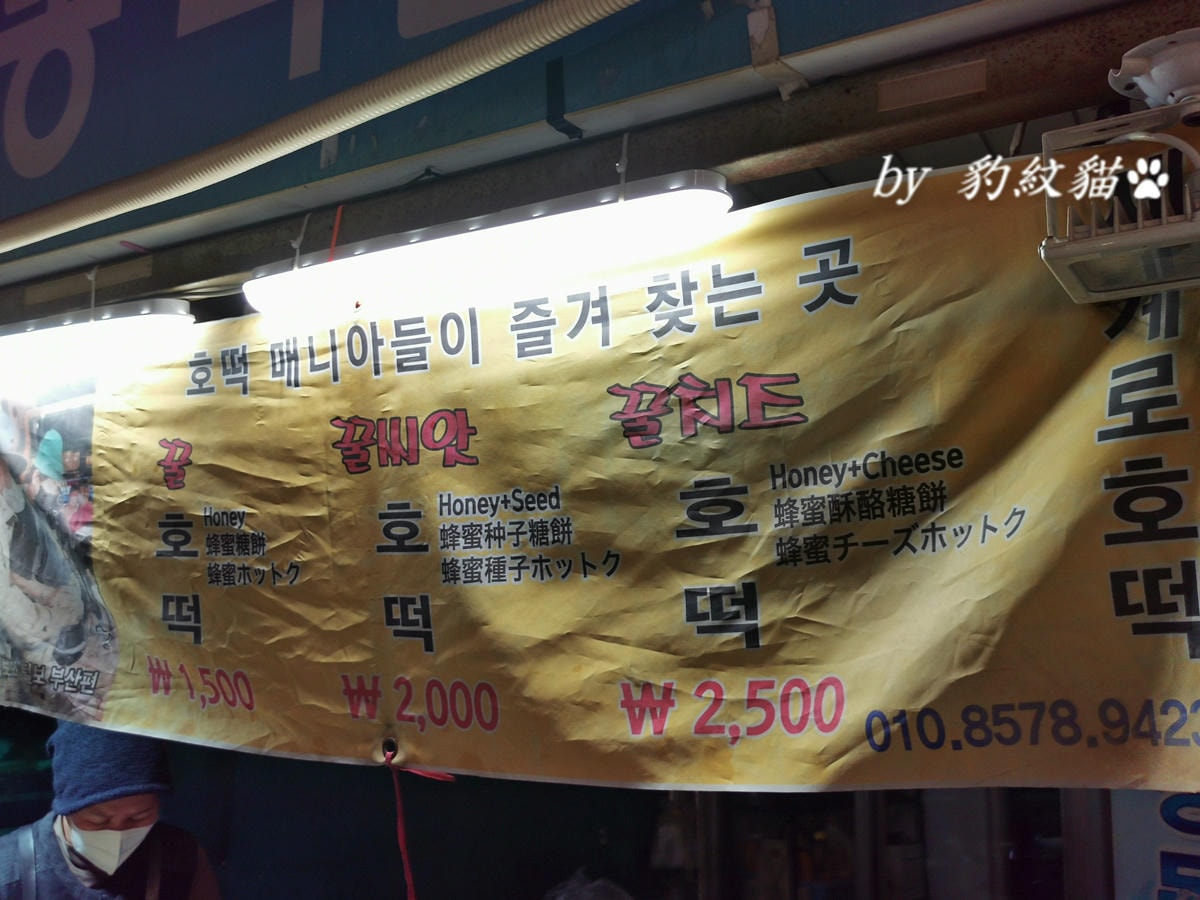 by 豹紋貓
호떡 매니아들이 즐겨 찾는 곳
꿀
호
떡
Honey
蜂蜜糖餅
蜂蜜ホットク
₩ 1,500
꿀씨앗
호
떡
Honey+Seed
蜂蜜种子糖餅
蜂蜜種子ホットク
₩ 2,000
꿀치즈
호
떡
Honey+Cheese
蜂蜜酥酪糖餅
蜂蜜チーズホットク
₩ 2,500
로
호
떡
010.8578.9423
부산편